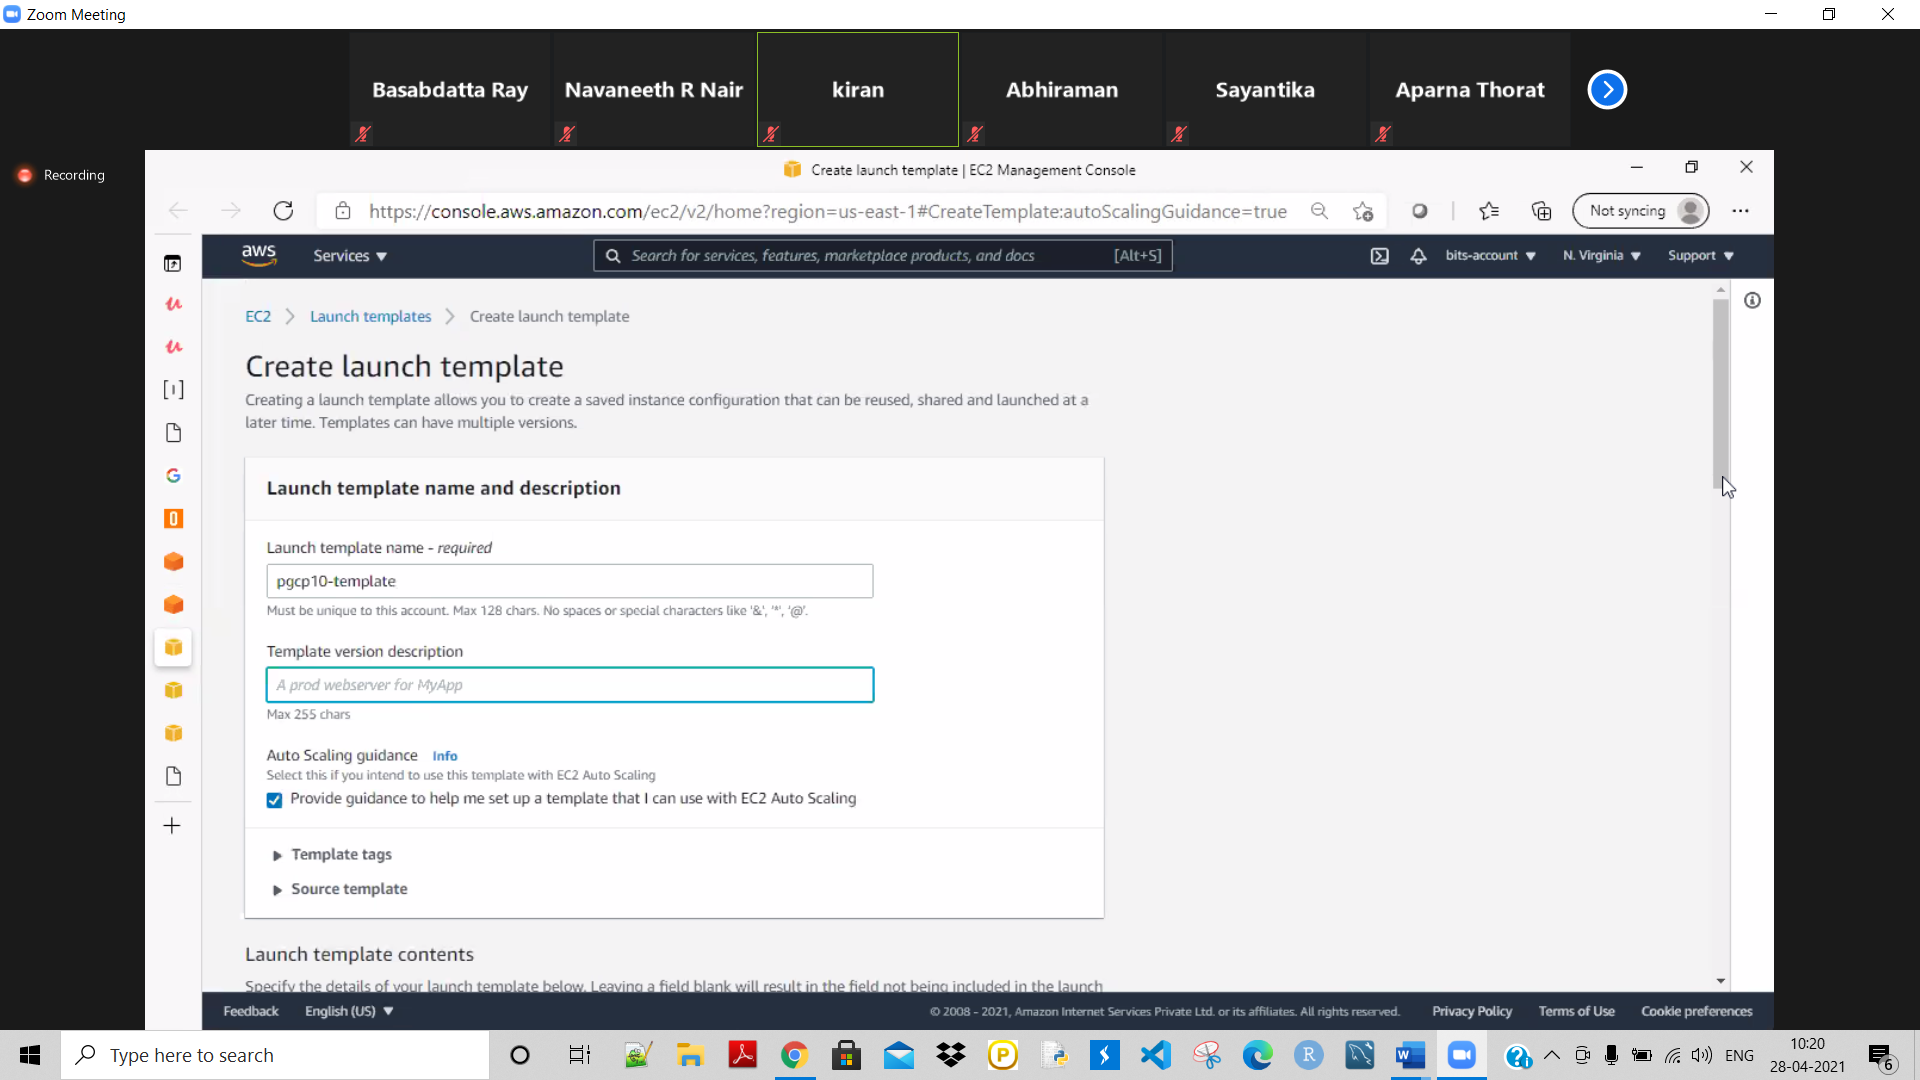 Zoom Meeting
Basabdatta Ray
Navaneeth R Nair
kiran
Abhiraman
Sayantika
Aparna Thorat
Recording
Create launch template | EC2 Management Console
https://console.aws.amazon.com/ec2/v2/home?region=us-east-1#CreateTemplate:autoScalingGuidance=true
Not syncing
aws
Services
Search for services, features, marketplace products, and docs
[Alt+S]
bits-account
N. Virginia
Support
EC2
Launch templates
Create launch template
Create launch template
Creating a launch template allows you to create a saved instance configuration that can be reused, shared and launched at a
later time. Templates can have multiple versions.
Launch template name and description
Launch template name - required
pgcp10-template
Must be unique to this account. Max 128 chars. No spaces or special characters like '&', '*', '@'.
Template version description
A prod webserver for MyApp
Max 255 chars
Auto Scaling guidance Info
Select this if you intend to use this template with EC2 Auto Scaling
Provide guidance to help me set up a template that I can use with EC2 Auto Scaling
Template tags
Source template
Launch template contents
Specify the details of your launch template below. Leaving a field blank will result in the field not being included in the launch
Feedback
English (US)
© 2008 - 2021, Amazon Internet Services Private Ltd. or its affiliates. All rights reserved.
Privacy Policy
Terms of Use
Cookie preferences
Type here to search
ENG
10:20
28-04-2021
6